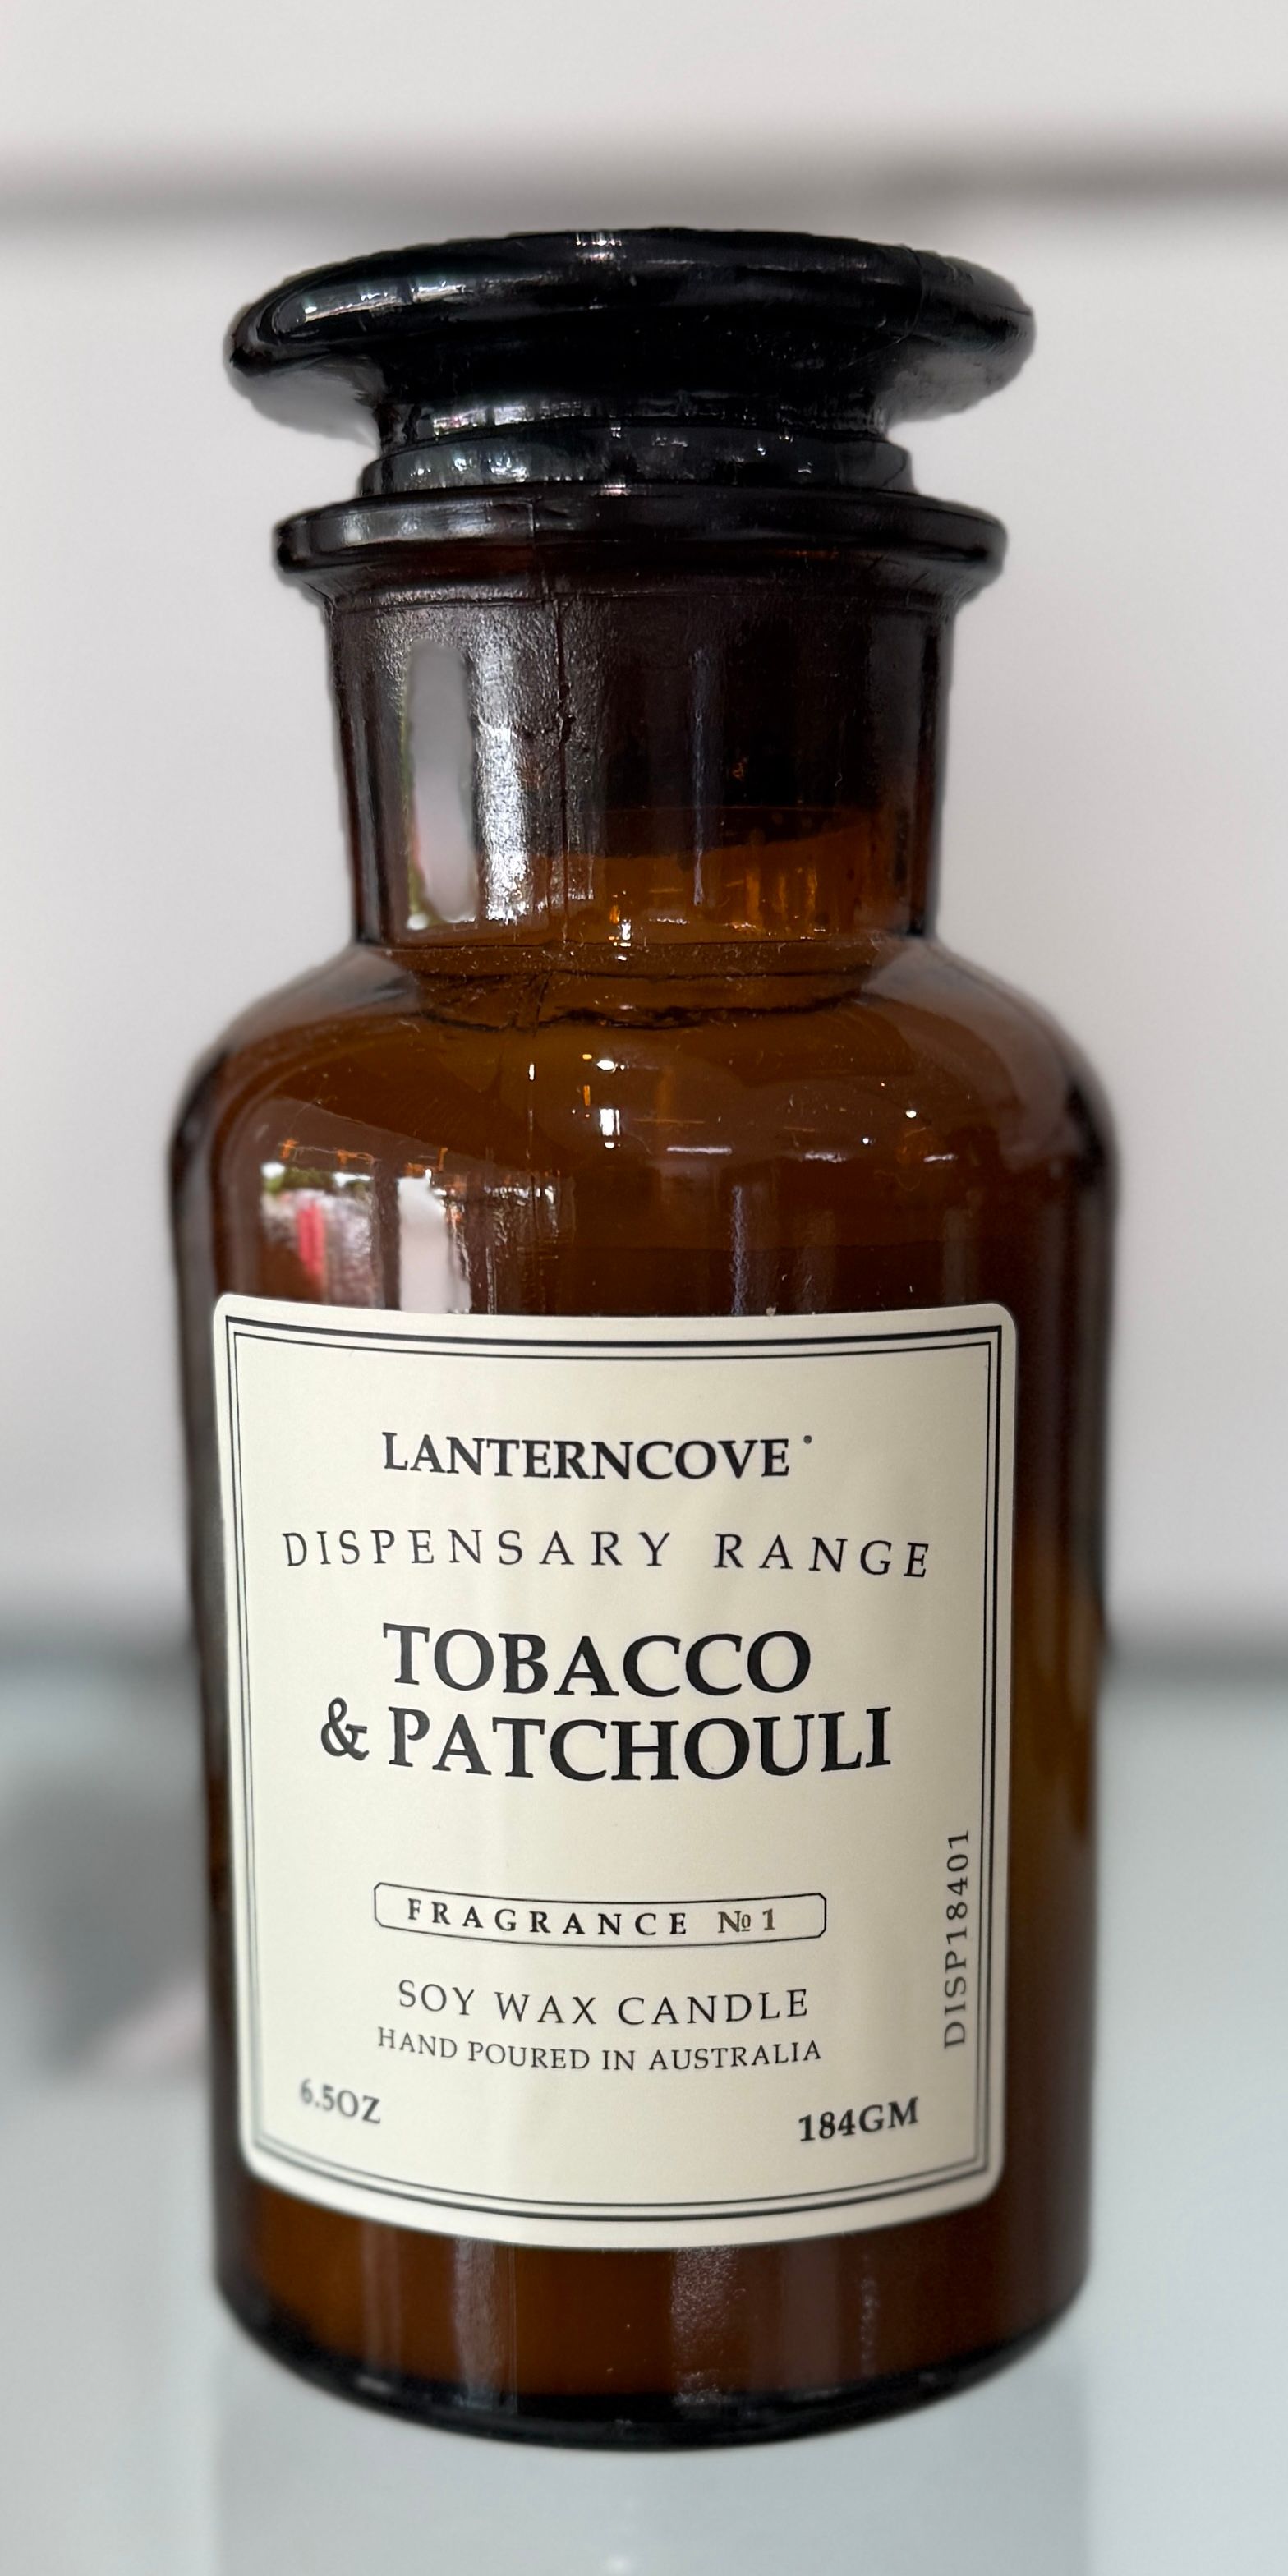 LANTERNCOVE
DISPENSARY RANGE
TOBACCO
& PATCHOULI
FRAGRANCE №1
SOY WAX CANDLE
HAND POURED IN AUSTRALIA
6.5OZ
184GM
DISP18401